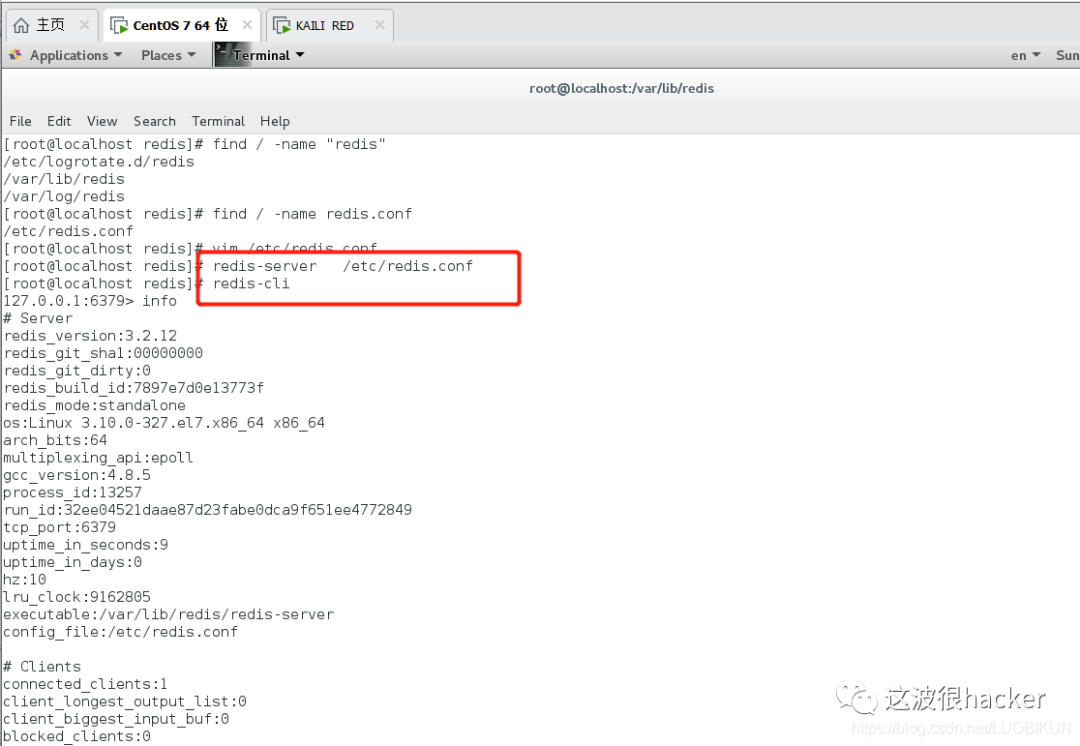 主页
CentOS 7 64 位
KAILI RED
Applications
Places
Terminal
en
Sun
root@localhost:/var/lib/redis
File Edit View Search Terminal Help
[root@localhost redis]# find / -name "redis"
/etc/logrotate.d/redis
/var/lib/redis
/var/log/redis
[root@localhost redis]# find / -name redis.conf
/etc/redis.conf
[root@localhost redis]# vim /etc/redis.conf
[root@localhost redis]# redis-server   /etc/redis.conf
[root@localhost redis]# redis-cli
127.0.0.1:6379> info
# Server
redis_version:3.2.12
redis_git_sha1:00000000
redis_git_dirty:0
redis_build_id:7897e7d0e13773f
redis_mode:standalone
os:Linux 3.10.0-327.el7.x86_64 x86_64
arch_bits:64
multiplexing_api:epoll
gcc_version:4.8.5
process_id:13257
run_id:32ee04521daae87d23fabe0dca9f651ee4772849
tcp_port:6379
uptime_in_seconds:9
uptime_in_days:0
hz:10
lru_clock:9162805
executable:/var/lib/redis/redis-server
config_file:/etc/redis.conf
# Clients
connected_clients:1
client_longest_output_list:0
client_biggest_input_buf:0
blocked_clients:0
这波很hacker
https://blog.csdn.net/LUOBIKUN